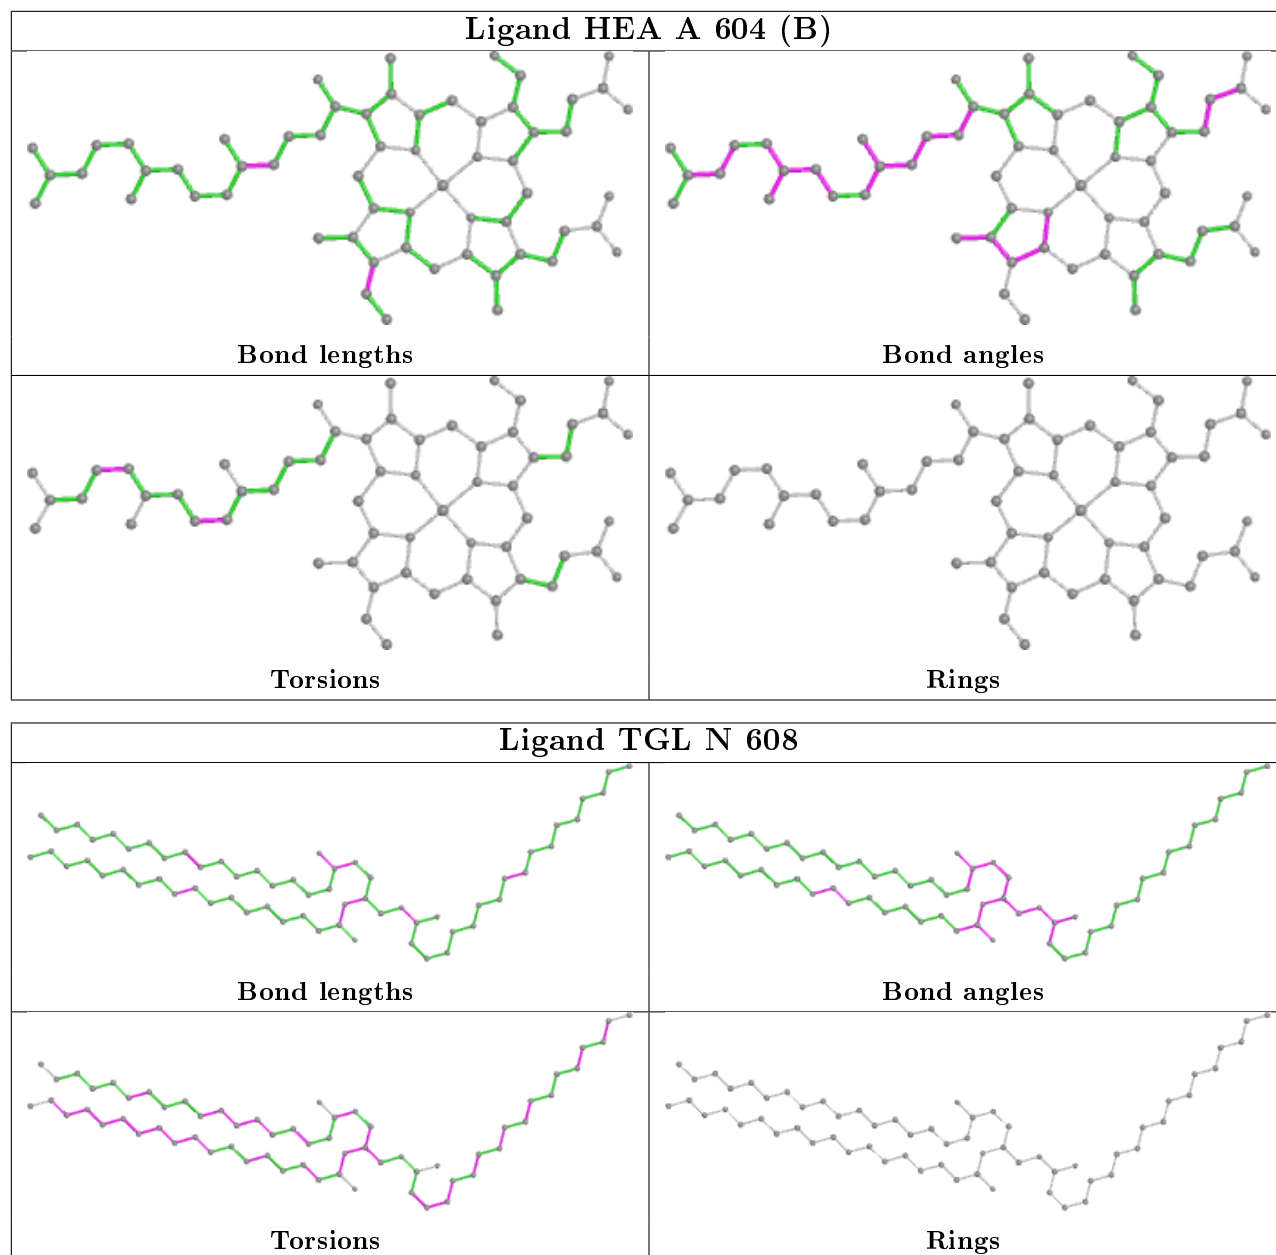 Ligand HEA A 604 (B)
Bond lengths
Bond angles
Torsions
Rings
Ligand TGL N 608
Bond lengths
Bond angles
Torsions
Rings